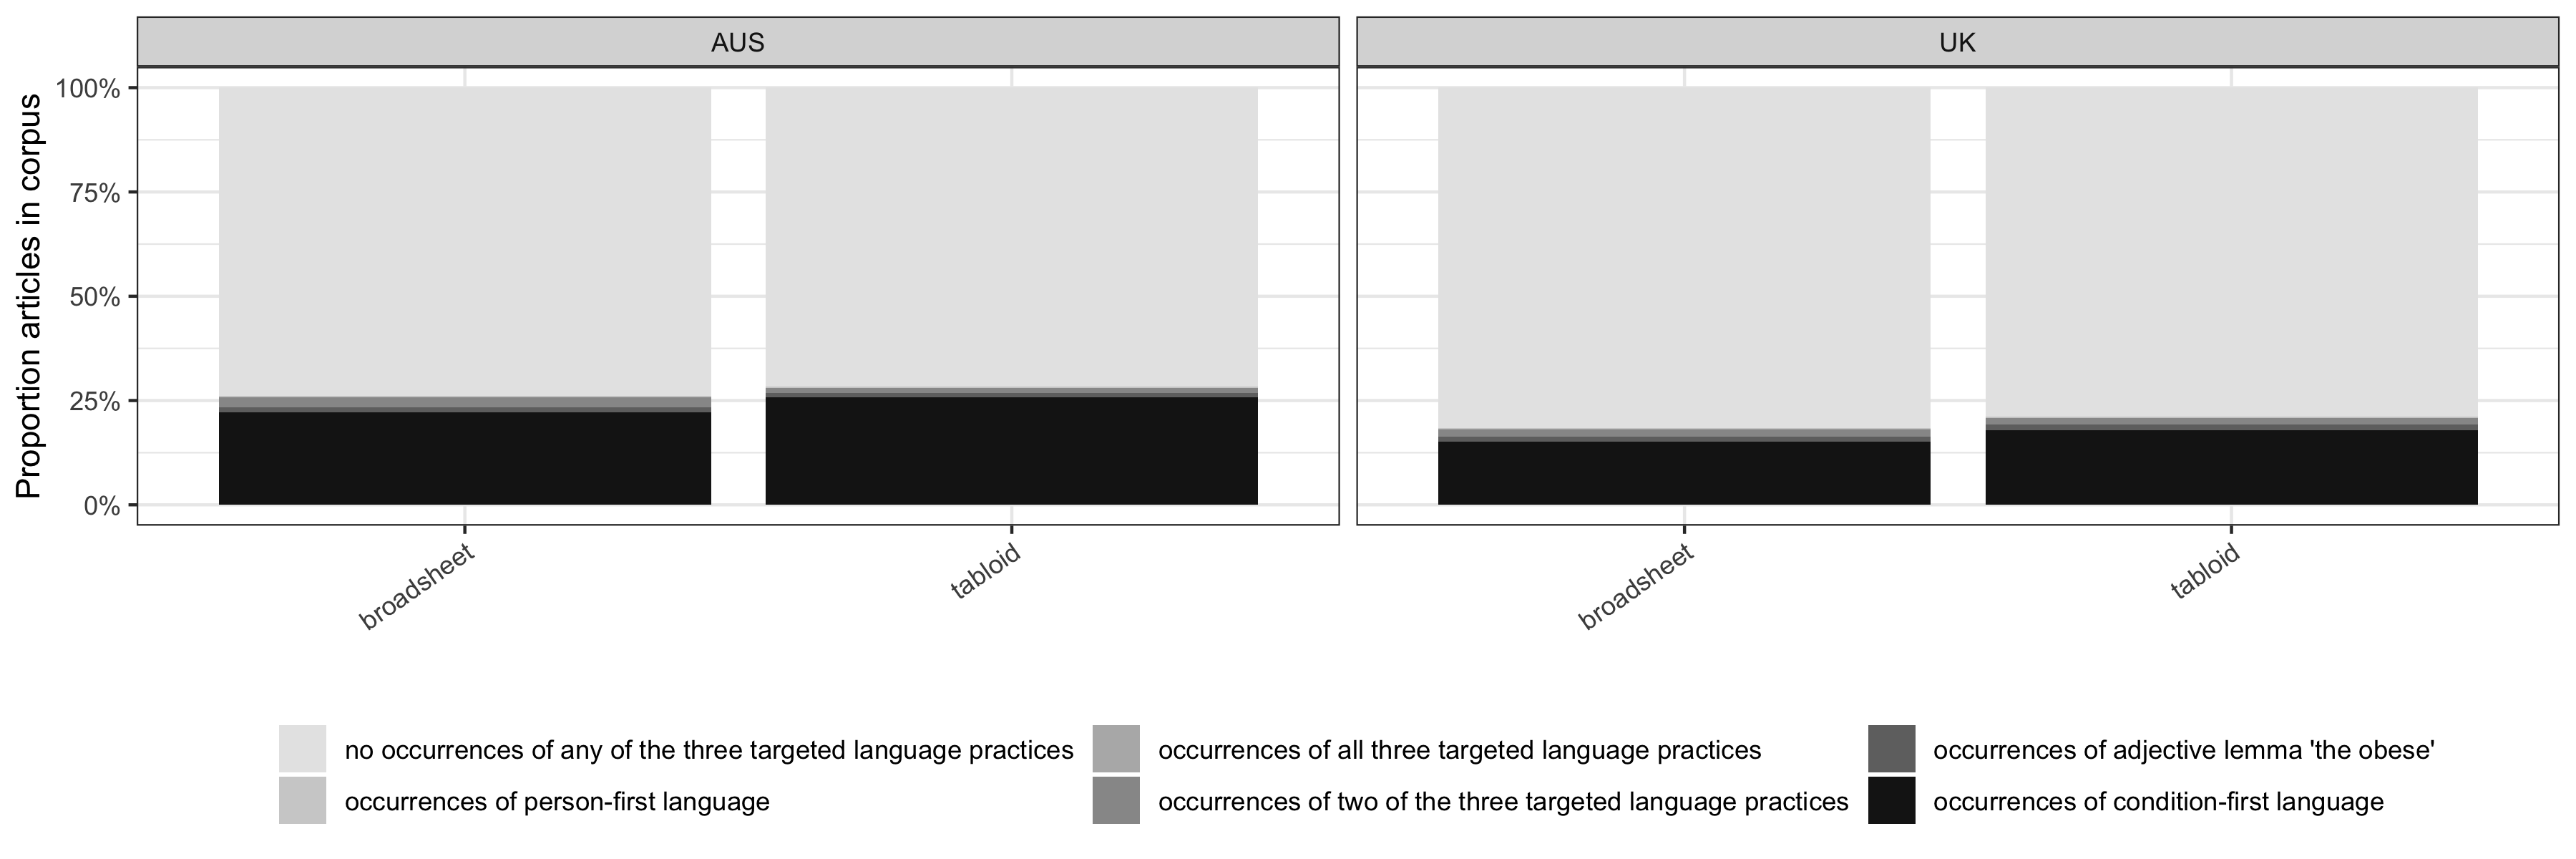 AUS
UK
Proportion articles in corpus
100%
75%
50%
25%
0%
broadsheet
tabloid
broadsheet
tabloid
no occurrences of any of the three targeted language practices
occurrences of all three targeted language practices
occurrences of adjective lemma 'the obese'
occurrences of person-first language
occurrences of two of the three targeted language practices
occurrences of condition-first language